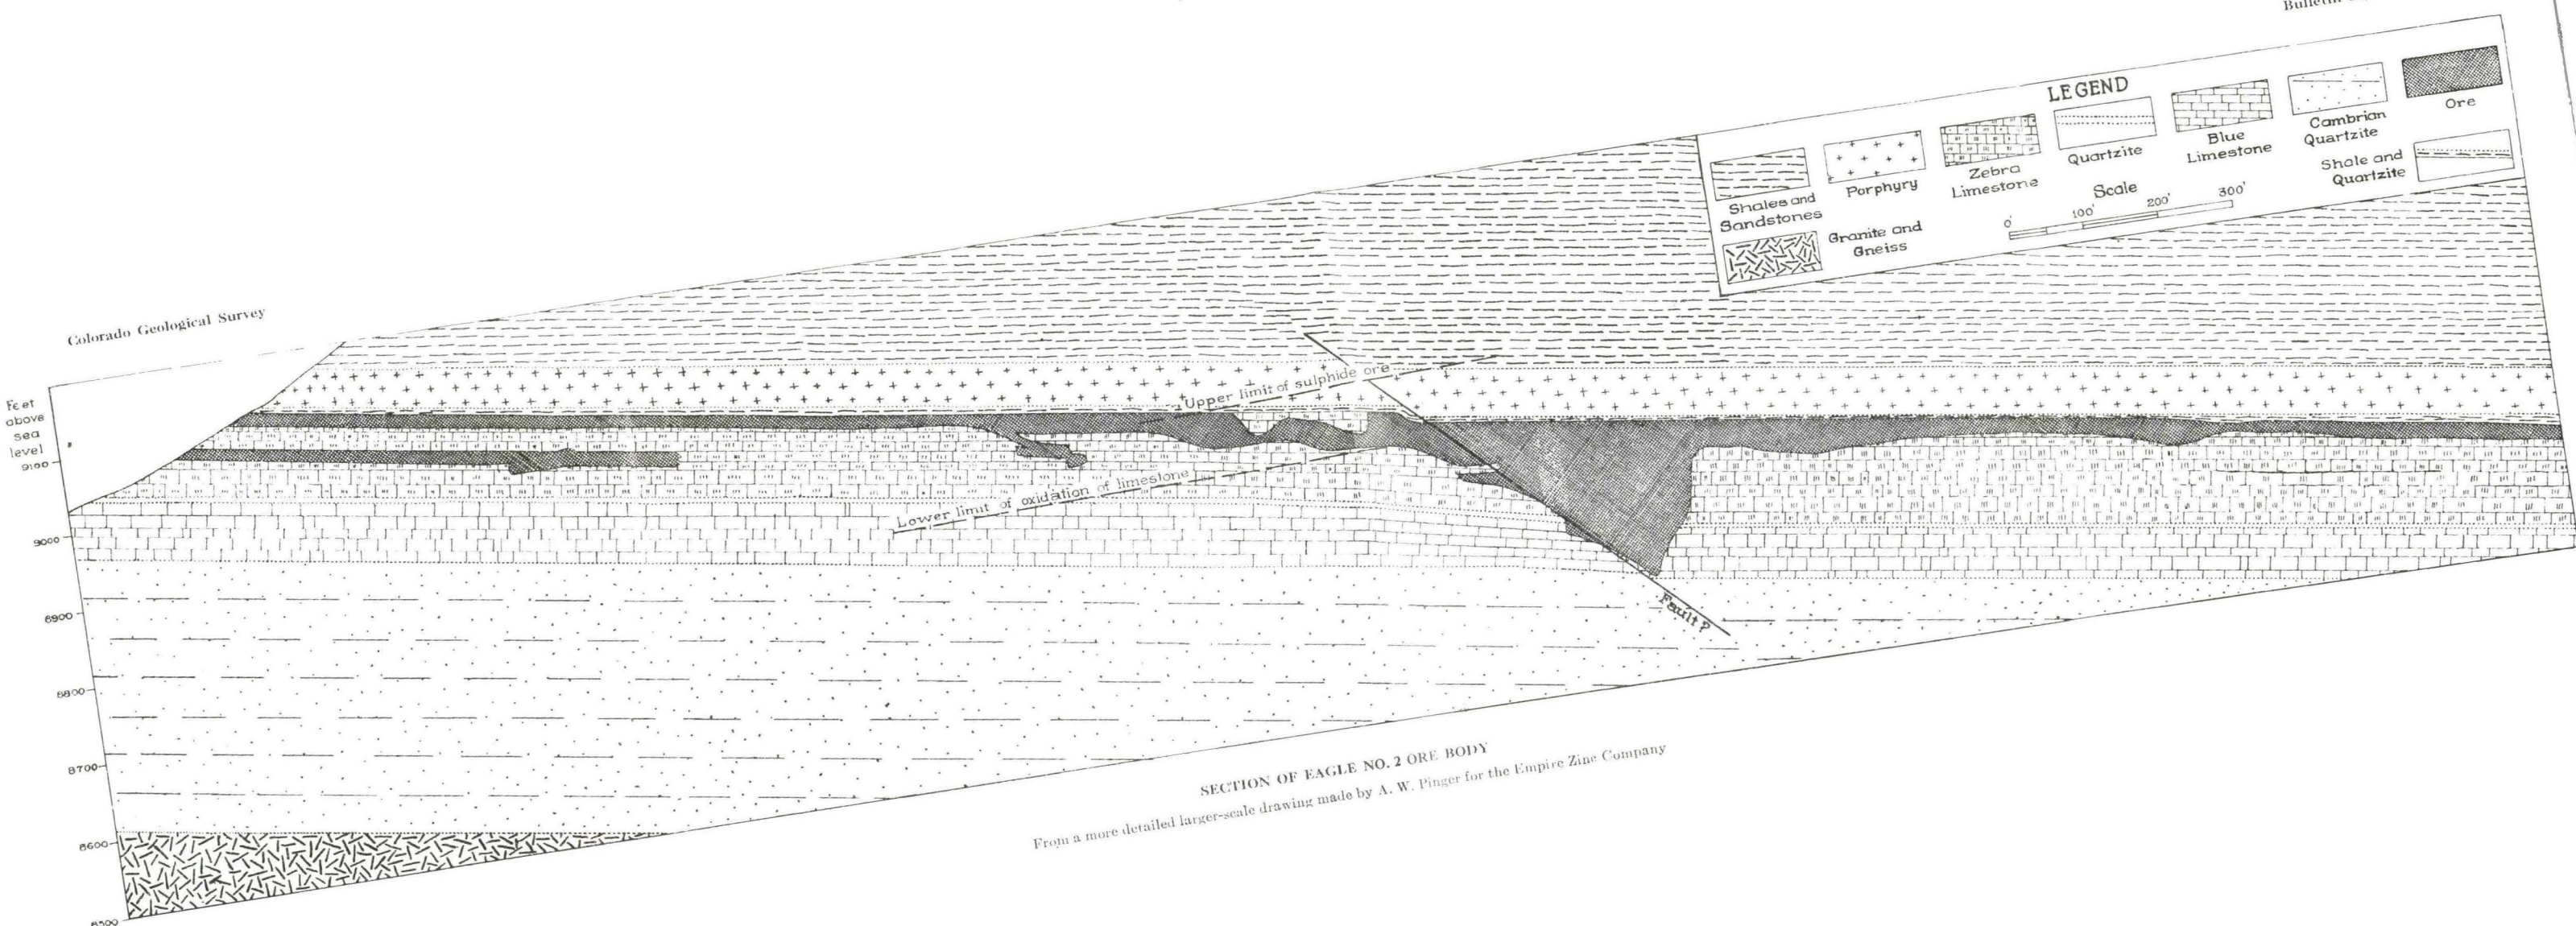 Bulletin
Colorado Geological Survey
LEGEND
Shales and
Sandstones
Porphyry
Zebra
Limestone
Quartzite
Blue
Limestone
Cambrian
Quartzite
Ore
Granite and
Gneiss
Scale
0'
100'
200'
300'
Shale and
Quartzite
Feet
above
sea
level
9100
9000
8900
8800
8700
8600
8500
Upper limit of sulphide ore
Lower limit of oxidation of limestone
Fault?
SECTION OF EAGLE NO. 2 ORE BODY
From a more detailed larger-scale drawing made by A. W. Pinger for the Empire Zinc Company